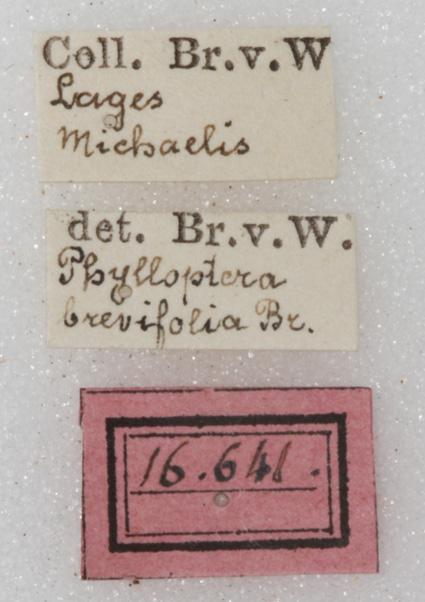 Coll. Br.v.W
Lages
Michaelis
det. Br.v.W.
Phylloptera
brevifolia Br.
16.641.